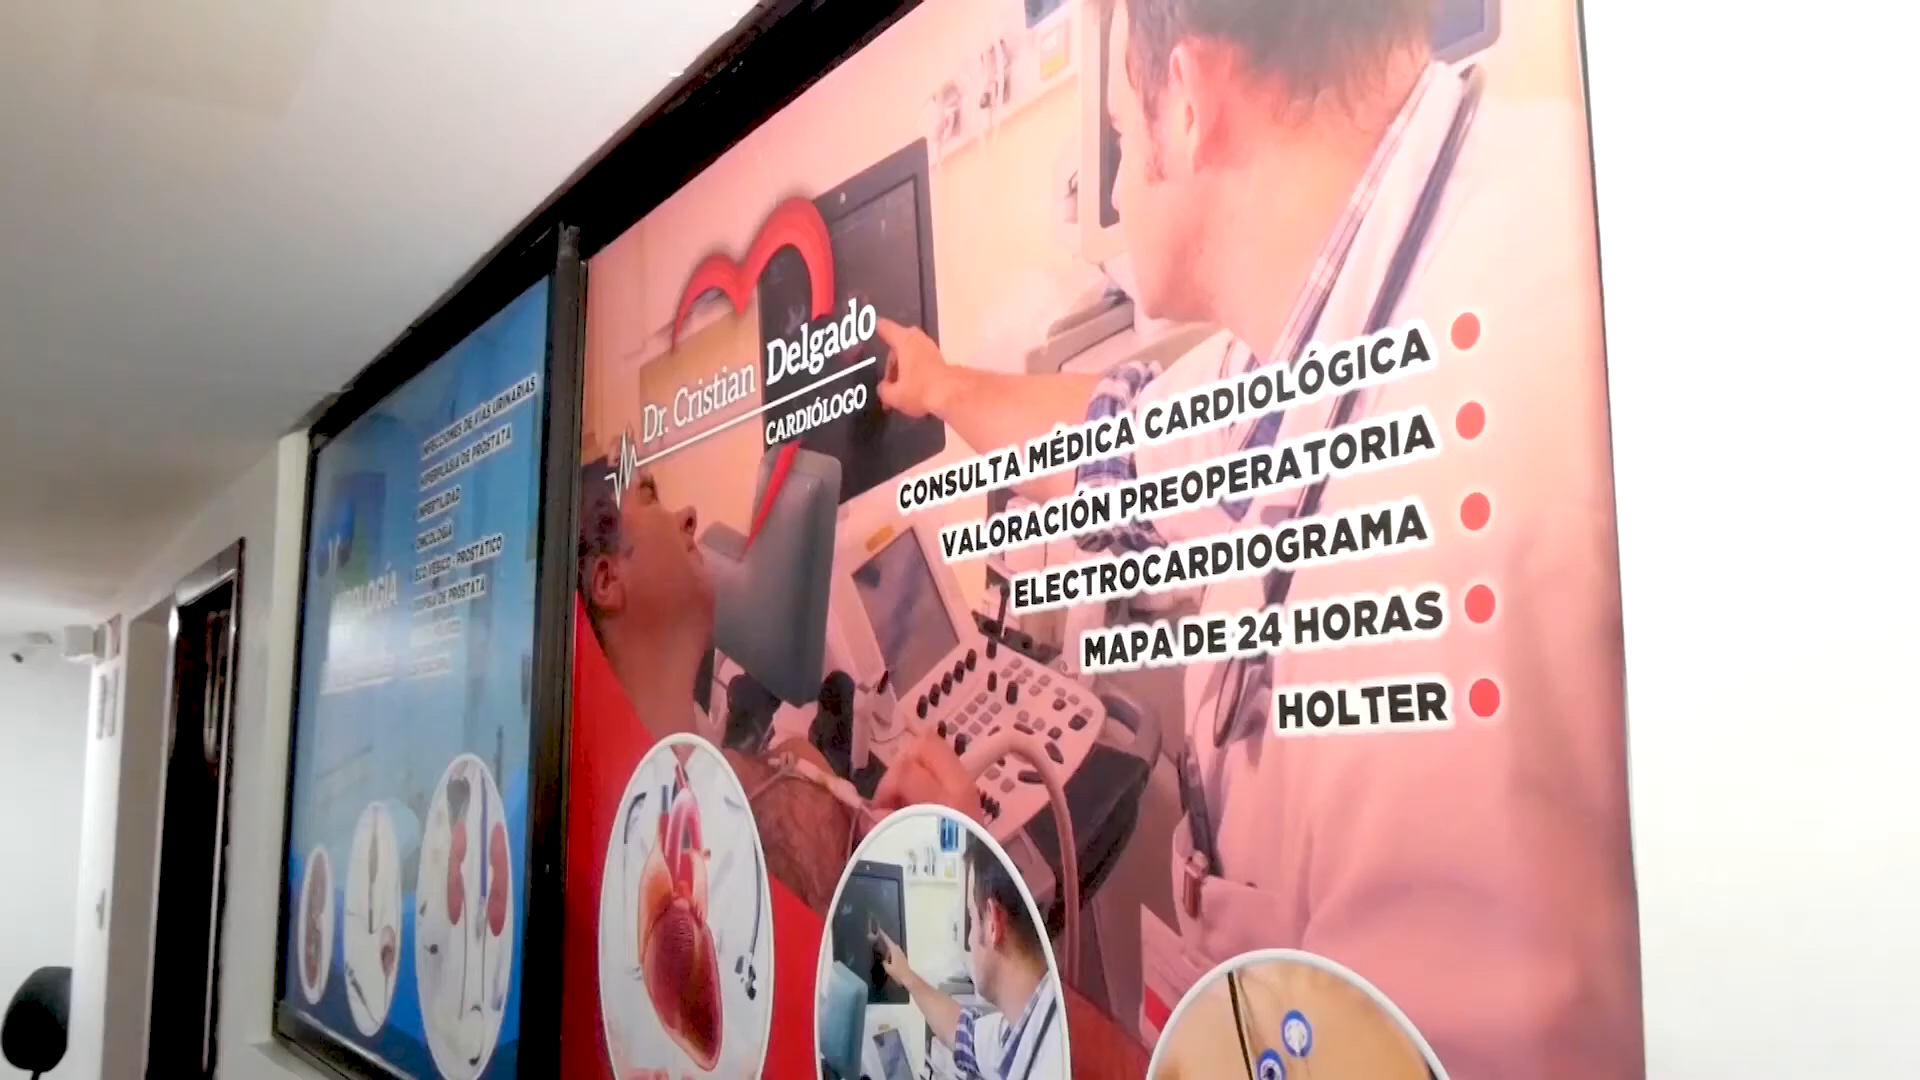 INFECCIONES DE VÍAS URINARIAS
HIPERPLASIA DE PRÓSTATA
INFERTILIDAD
ONCOLOGÍA
ECO VESICO - PROSTÁTICO
BIOPSIA DE PRÓSTATA
Dr. Cristian Delgado
CARDIÓLOGO
CONSULTA MÉDICA CARDIOLÓGICA
VALORACIÓN PREOPERATORIA
ELECTROCARDIOGRAMA
MAPA DE 24 HORAS
HOLTER